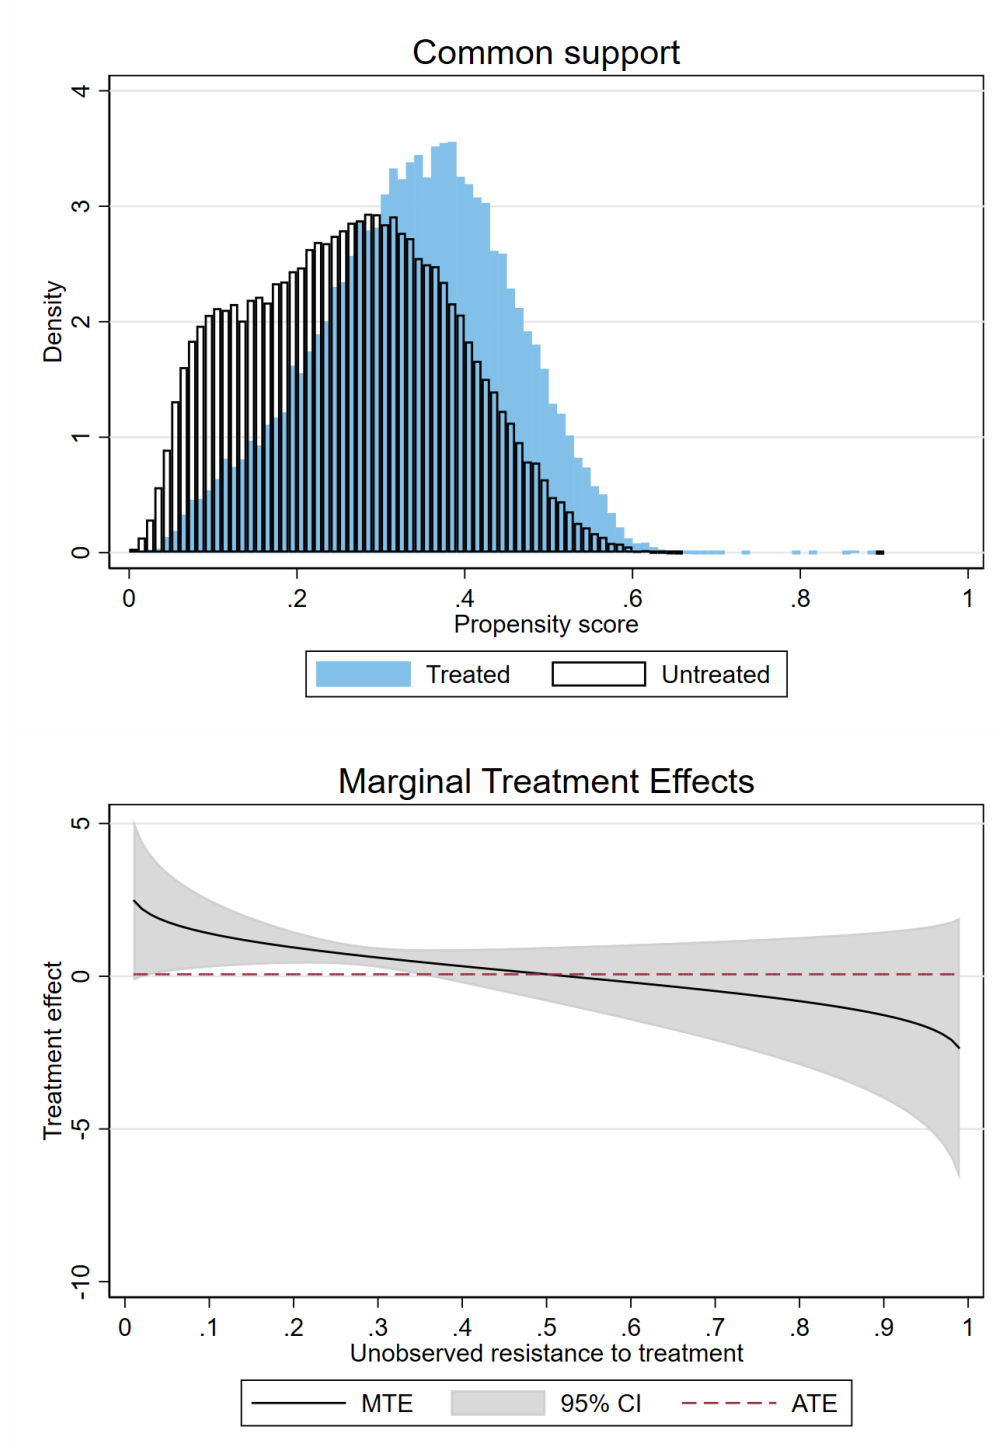 Common support
4
3
2
1
0
Density
0 .2 .4 .6 .8 1
Propensity score
Treated Untreated
Marginal Treatment Effects
5
0
-5
-10
Treatment effect
0 .1 .2 .3 .4 .5 .6 .7 .8 .9 1
Unobserved resistance to treatment
MTE 95% CI ATE